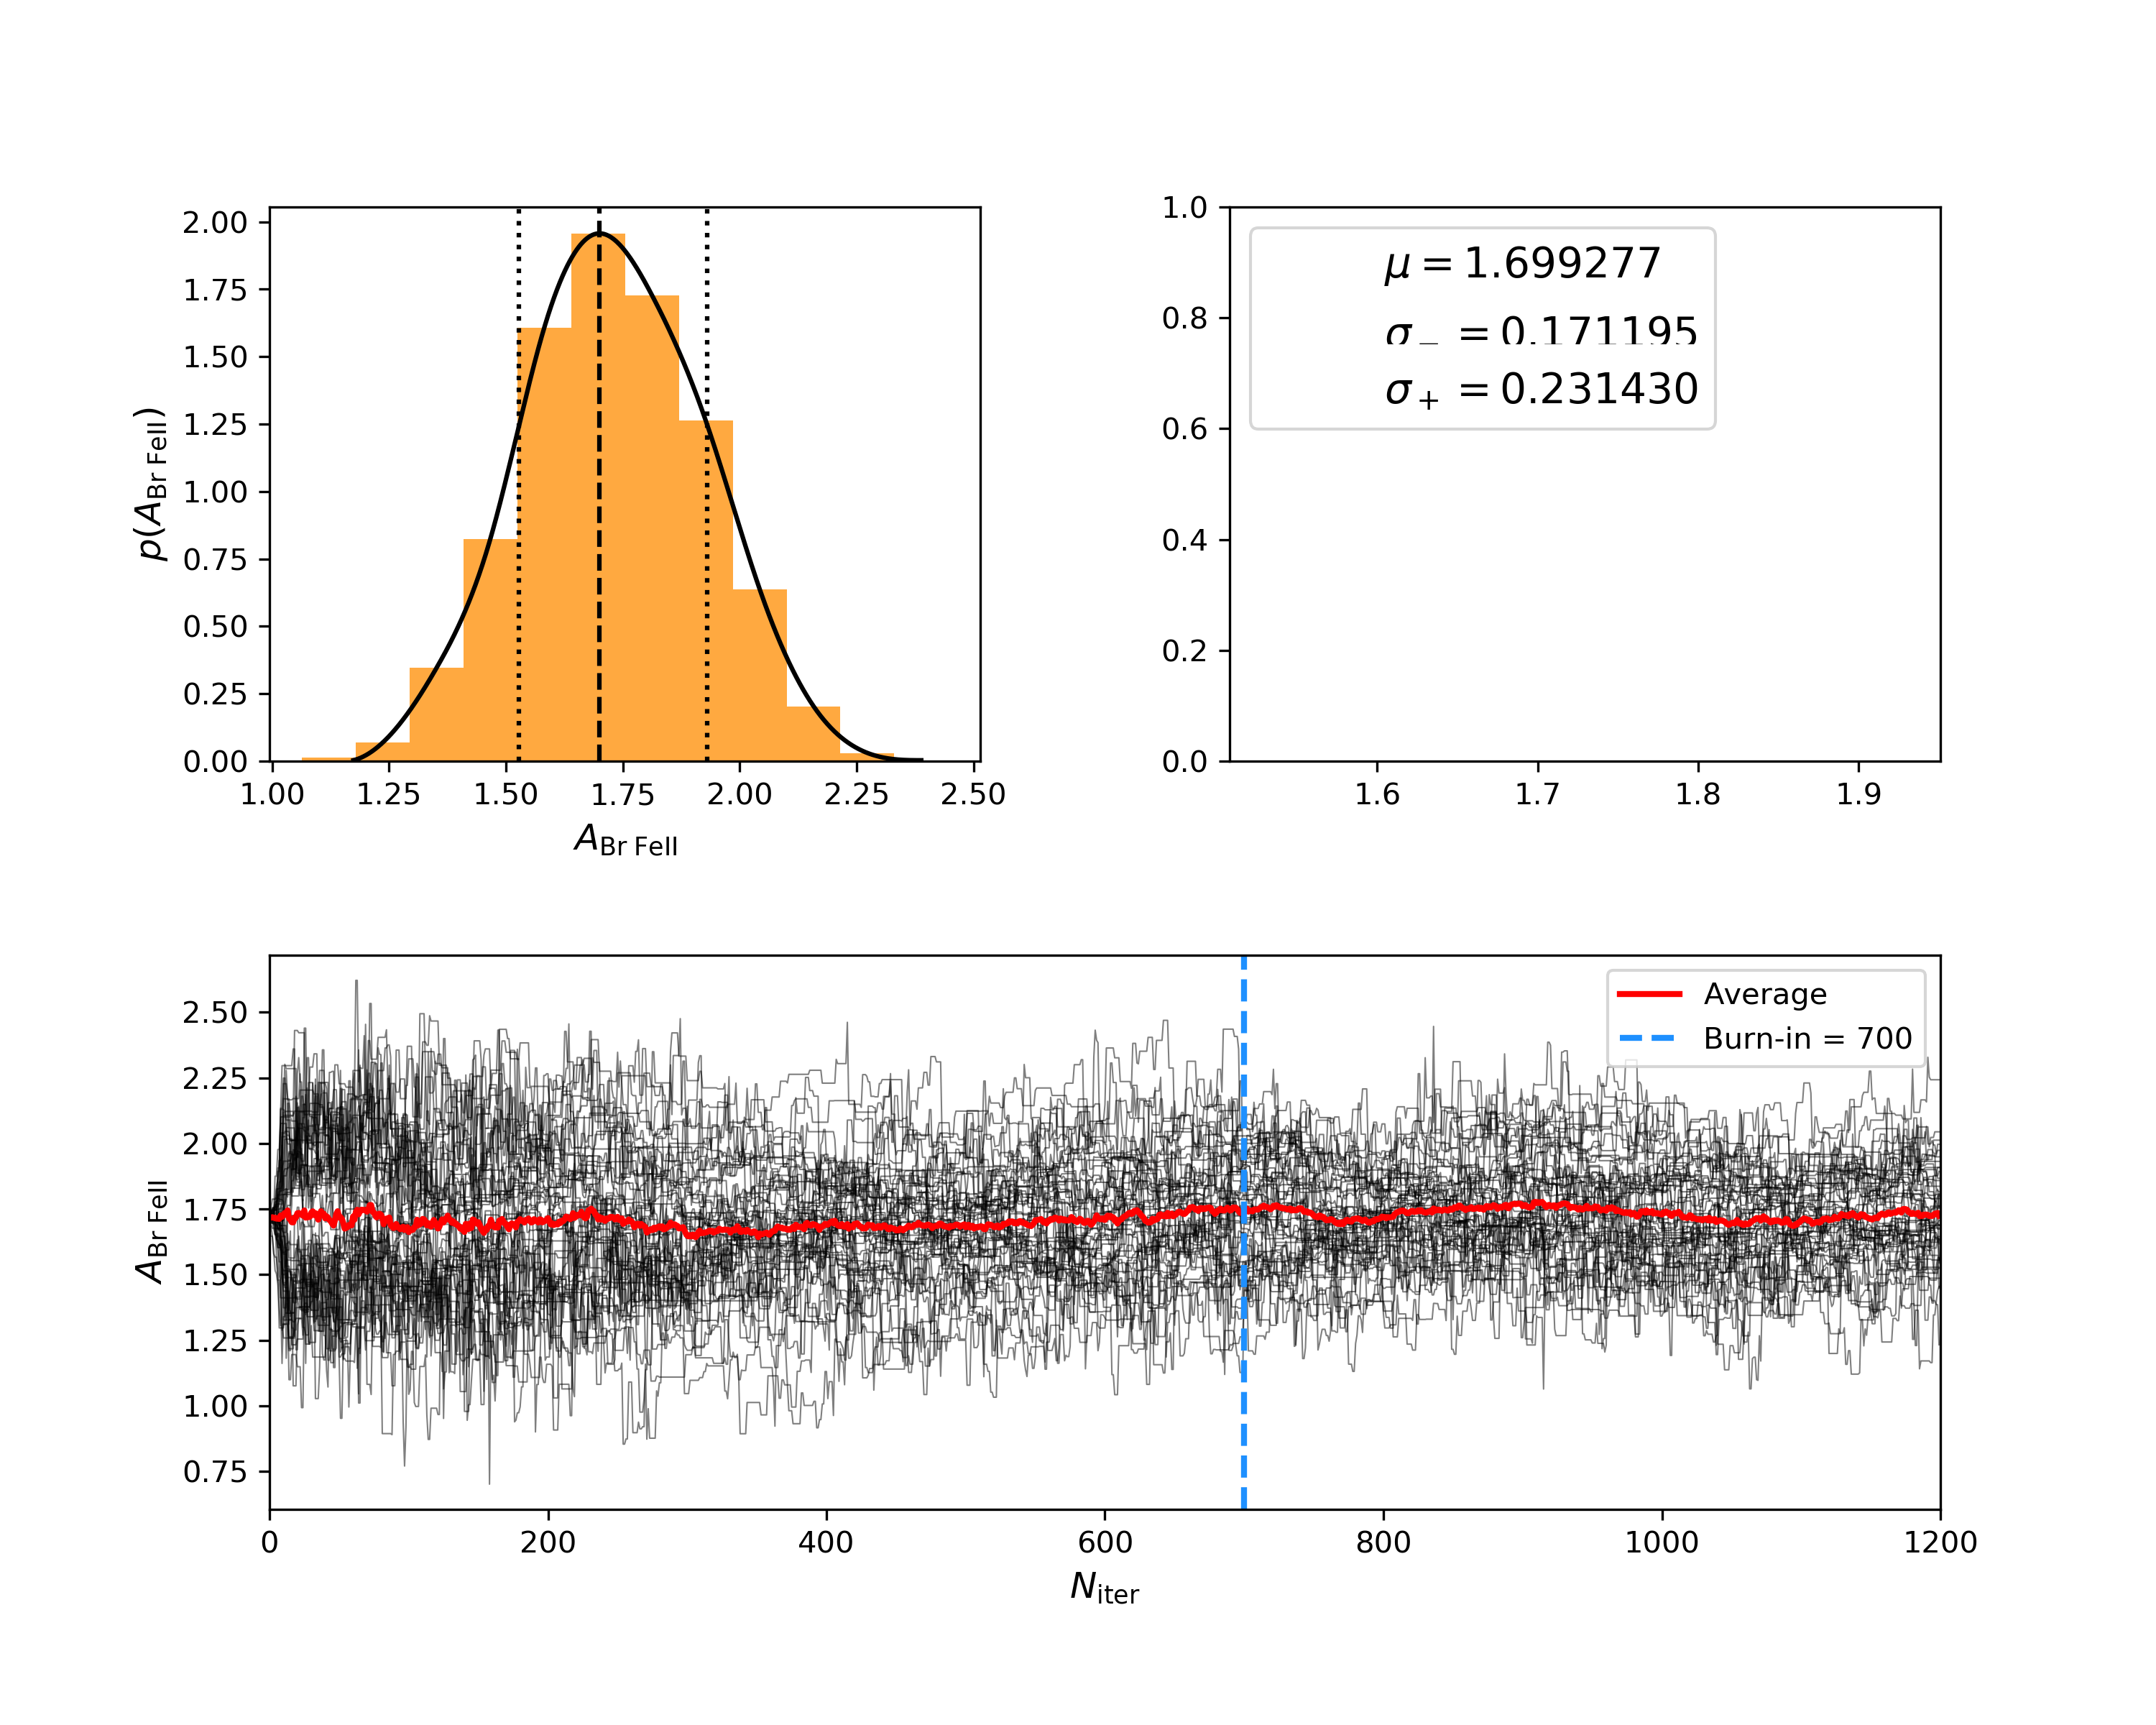 2.00
1.75
1.50
1.25
1.00
0.75
0.50
0.25
0.00
p(A_Br FeII)
1.00 1.25 1.50 1.75 2.00 2.25 2.50
A_Br FeII
1.0
0.8
0.6
0.4
0.2
0.0
μ = 1.699277
σ_− = 0.171195
σ_+ = 0.231430
1.6 1.7 1.8 1.9
2.50
2.25
2.00
1.75
1.50
1.25
1.00
0.75
A_Br FeII
Average
Burn-in = 700
0 200 400 600 800 1000 1200
N_iter